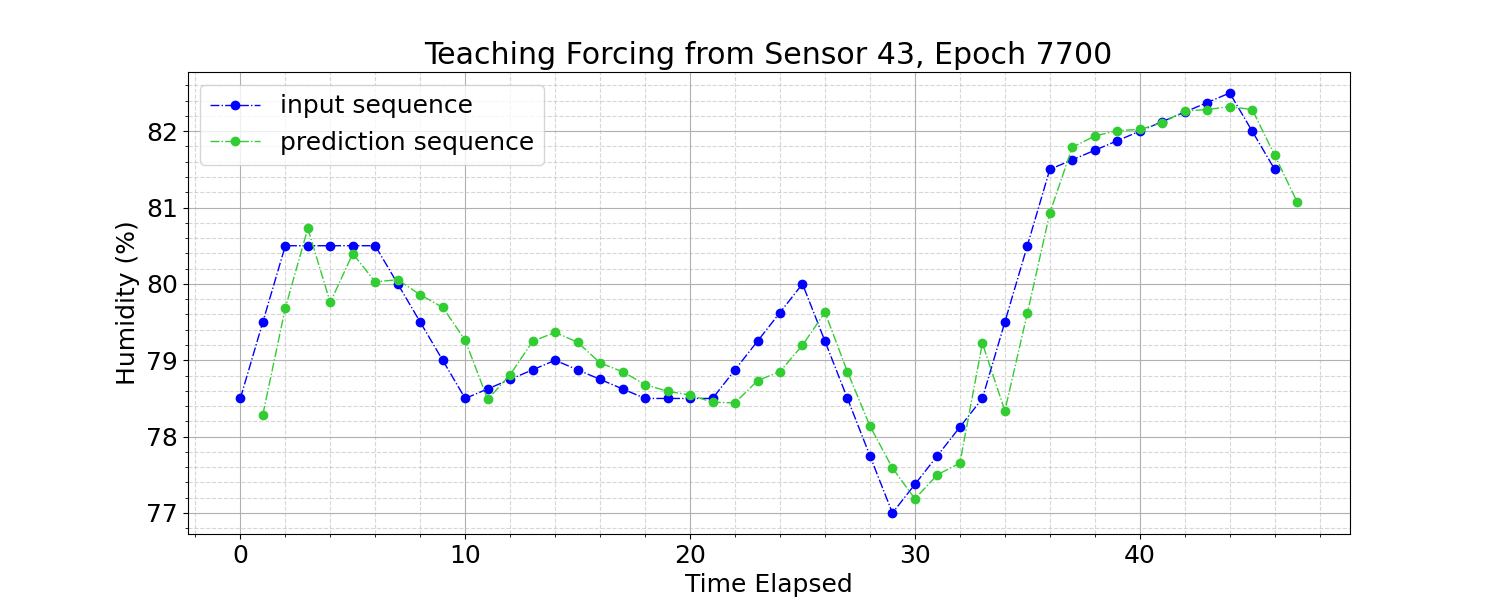 Teaching Forcing from Sensor 43, Epoch 7700
input sequence
prediction sequence
Humidity (%)
82
81
80
79
78
77
0 10 20 30 40
Time Elapsed